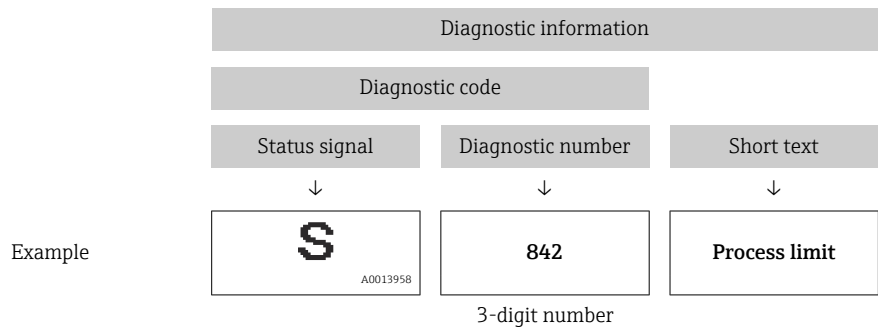 Diagnostic information
Diagnostic code
Status signal Diagnostic number Short text
↓ ↓ ↓
Example S 842 Process limit
A0013958
3-digit number